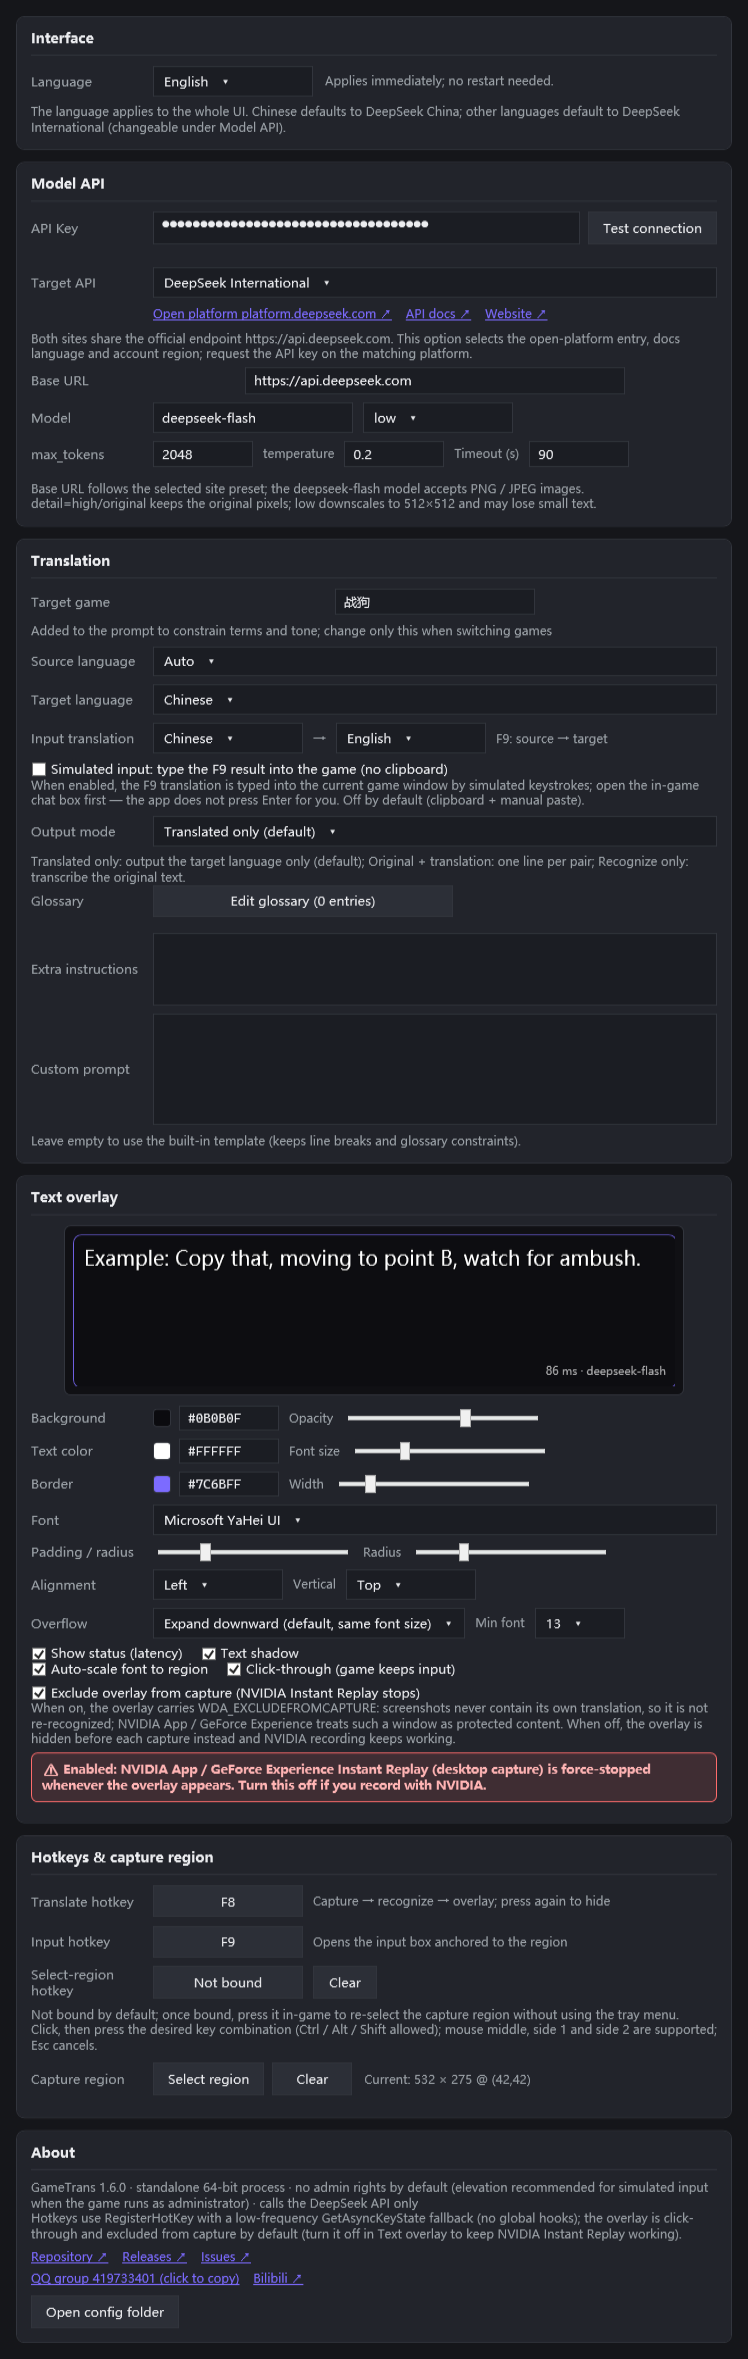 Interface
Language English Applies immediately; no restart needed.
The language applies to the whole UI. Chinese defaults to DeepSeek China; other languages default to DeepSeek
International (changeable under Model API).
Model API
API Key ●●●●●●●●●●●●●●●●●●●●●●●●●●●●●●●●●●● Test connection
Target API DeepSeek International
Open platform platform.deepseek.com ↗ API docs ↗ Website ↗
Both sites share the official endpoint https://api.deepseek.com. This option selects the open-platform entry, docs
language and account region; request the API key on the matching platform.
Base URL https://api.deepseek.com
Model deepseek-flash low
max_tokens 2048 temperature 0.2 Timeout (s) 90
Base URL follows the selected site preset; the deepseek-flash model accepts PNG / JPEG images.
detail=high/original keeps the original pixels; low downscales to 512×512 and may lose small text.
Translation
Target game 战狗
Added to the prompt to constrain terms and tone; change only this when switching games
Source language Auto
Target language Chinese
Input translation Chinese → English F9: source → target
Simulated input: type the F9 result into the game (no clipboard)
When enabled, the F9 translation is typed into the current game window by simulated keystrokes; open the in-game
chat box first — the app does not press Enter for you. Off by default (clipboard + manual paste).
Output mode Translated only (default)
Translated only: output the target language only (default); Original + translation: one line per pair; Recognize only:
transcribe the original text.
Glossary Edit glossary (0 entries)
Extra instructions
Custom prompt
Leave empty to use the built-in template (keeps line breaks and glossary constraints).
Text overlay
Example: Copy that, moving to point B, watch for ambush.
86 ms · deepseek-flash
Background #0B0B0F Opacity
Text color #FFFFFF Font size
Border #7C6BFF Width
Font Microsoft YaHei UI
Padding / radius Radius
Alignment Left Vertical Top
Overflow Expand downward (default, same font size) Min font 13
Show status (latency) Text shadow
Auto-scale font to region Click-through (game keeps input)
Exclude overlay from capture (NVIDIA Instant Replay stops)
When on, the overlay carries WDA_EXCLUDEFROMCAPTURE: screenshots never contain its own translation, so it is not
re-recognized; NVIDIA App / GeForce Experience treats such a window as protected content. When off, the overlay is
hidden before each capture instead and NVIDIA recording keeps working.
⚠ Enabled: NVIDIA App / GeForce Experience Instant Replay (desktop capture) is force-stopped
whenever the overlay appears. Turn this off if you record with NVIDIA.
Hotkeys & capture region
Translate hotkey F8 Capture → recognize → overlay; press again to hide
Input hotkey F9 Opens the input box anchored to the region
Select-region
hotkey Not bound Clear
Not bound by default; once bound, press it in-game to re-select the capture region without using the tray menu.
Click, then press the desired key combination (Ctrl / Alt / Shift allowed); mouse middle, side 1 and side 2 are supported;
Esc cancels.
Capture region Select region Clear Current: 532 × 275 @ (42,42)
About
GameTrans 1.6.0 · standalone 64-bit process · no admin rights by default (elevation recommended for simulated input
when the game runs as administrator) · calls the DeepSeek API only
Hotkeys use RegisterHotKey with a low-frequency GetAsyncKeyState fallback (no global hooks); the overlay is click-
through and excluded from capture by default (turn it off in Text overlay to keep NVIDIA Instant Replay working).
Repository ↗ Releases ↗ Issues ↗
QQ group 419733401 (click to copy) Bilibili ↗
Open config folder